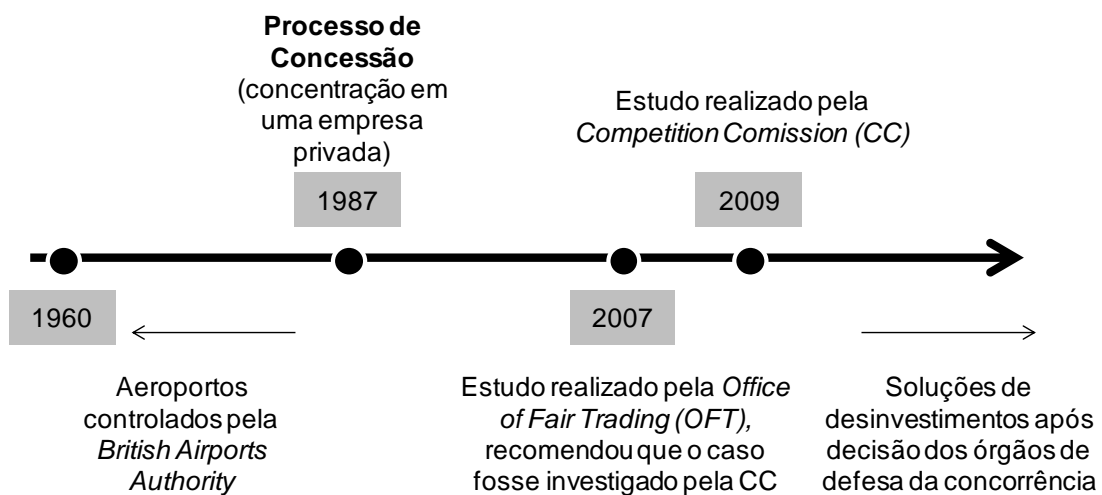 Processo de
Concessão
(concentração em
uma empresa
privada)
1987
Estudo realizado pela
Competition Comission (CC)
2009
1960
Aeroportos
controlados pela
British Airports
Authority
2007
Estudo realizado pela Office
of Fair Trading (OFT),
recomendou que o caso
fosse investigado pela CC
Soluções de
desinvestimentos após
decisão dos órgãos de
defesa da concorrência